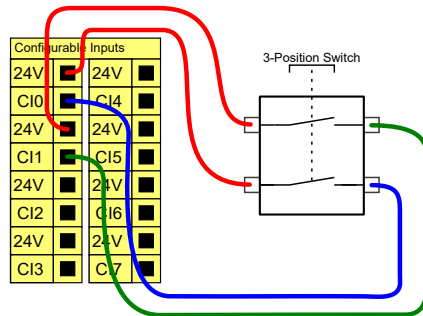 Configurable Inputs
3-Position Switch
24V 24V
CI0 CI4
24V 24V
CI1 CI5
24V 24V
CI2 CI6
24V 24V
CI3 CI7